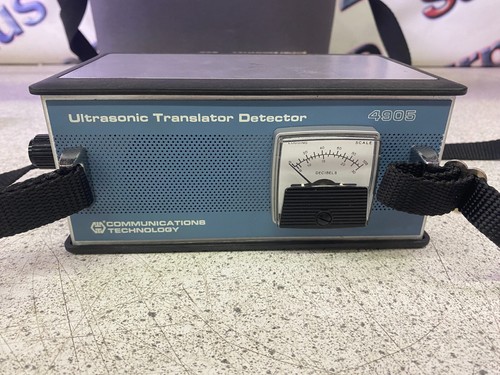 Ultrasonic Translator Detector
4905
SCALE
DECIBELS
COMMUNICATIONS
TECHNOLOGY